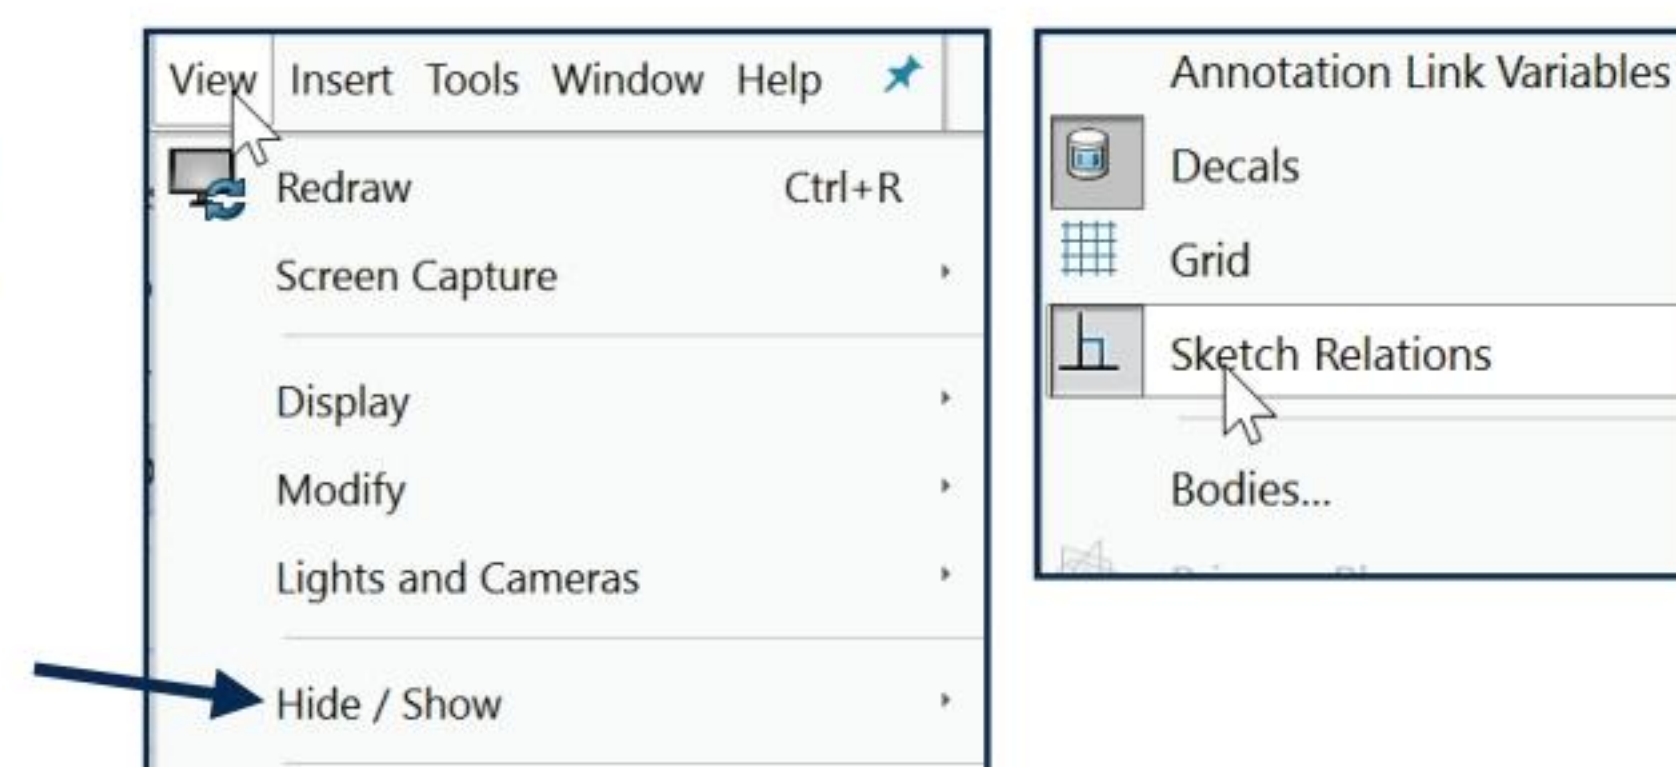 View Insert Tools Window Help
Redraw Ctrl+R
Screen Capture
Display
Modify
Lights and Cameras
Hide / Show
Annotation Link Variables
Decals
Grid
Sketch Relations
Bodies...